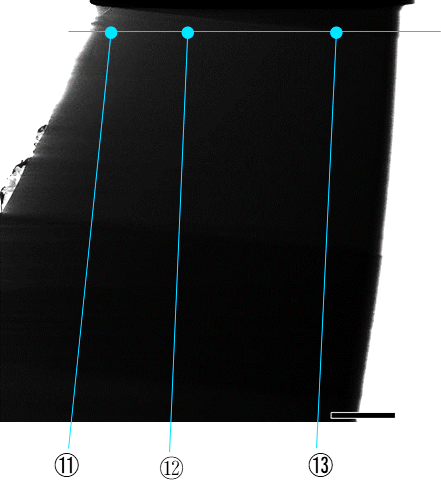 ⑪ ⑫ ⑬